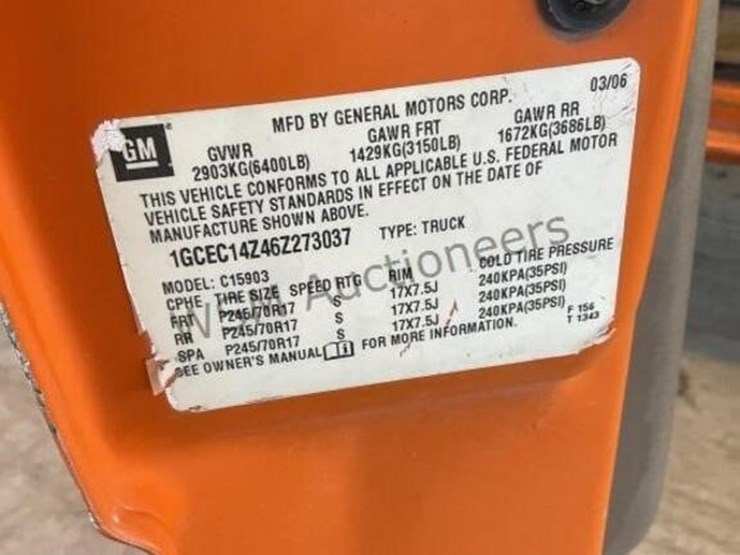 GM
MFD BY GENERAL MOTORS CORP. 03/06
GVWR GAWR FRT GAWR RR
2903KG(6400LB) 1429KG(3150LB) 1672KG(3686LB)
THIS VEHICLE CONFORMS TO ALL APPLICABLE U.S. FEDERAL MOTOR
VEHICLE SAFETY STANDARDS IN EFFECT ON THE DATE OF
MANUFACTURE SHOWN ABOVE.
1GCEC14Z46Z273037 TYPE: TRUCK
MODEL: C15903
CPHE TIRE SIZE SPEED RTG RIM COLD TIRE PRESSURE
FRT P245/70R17 S 17X7.5J 240KPA(35PSI)
RR P245/70R17 S 17X7.5J 240KPA(35PSI)
SPA P245/70R17 S 17X7.5J 240KPA(35PSI) F 156
SEE OWNER'S MANUAL FOR MORE INFORMATION. T 1343
Auctioneers